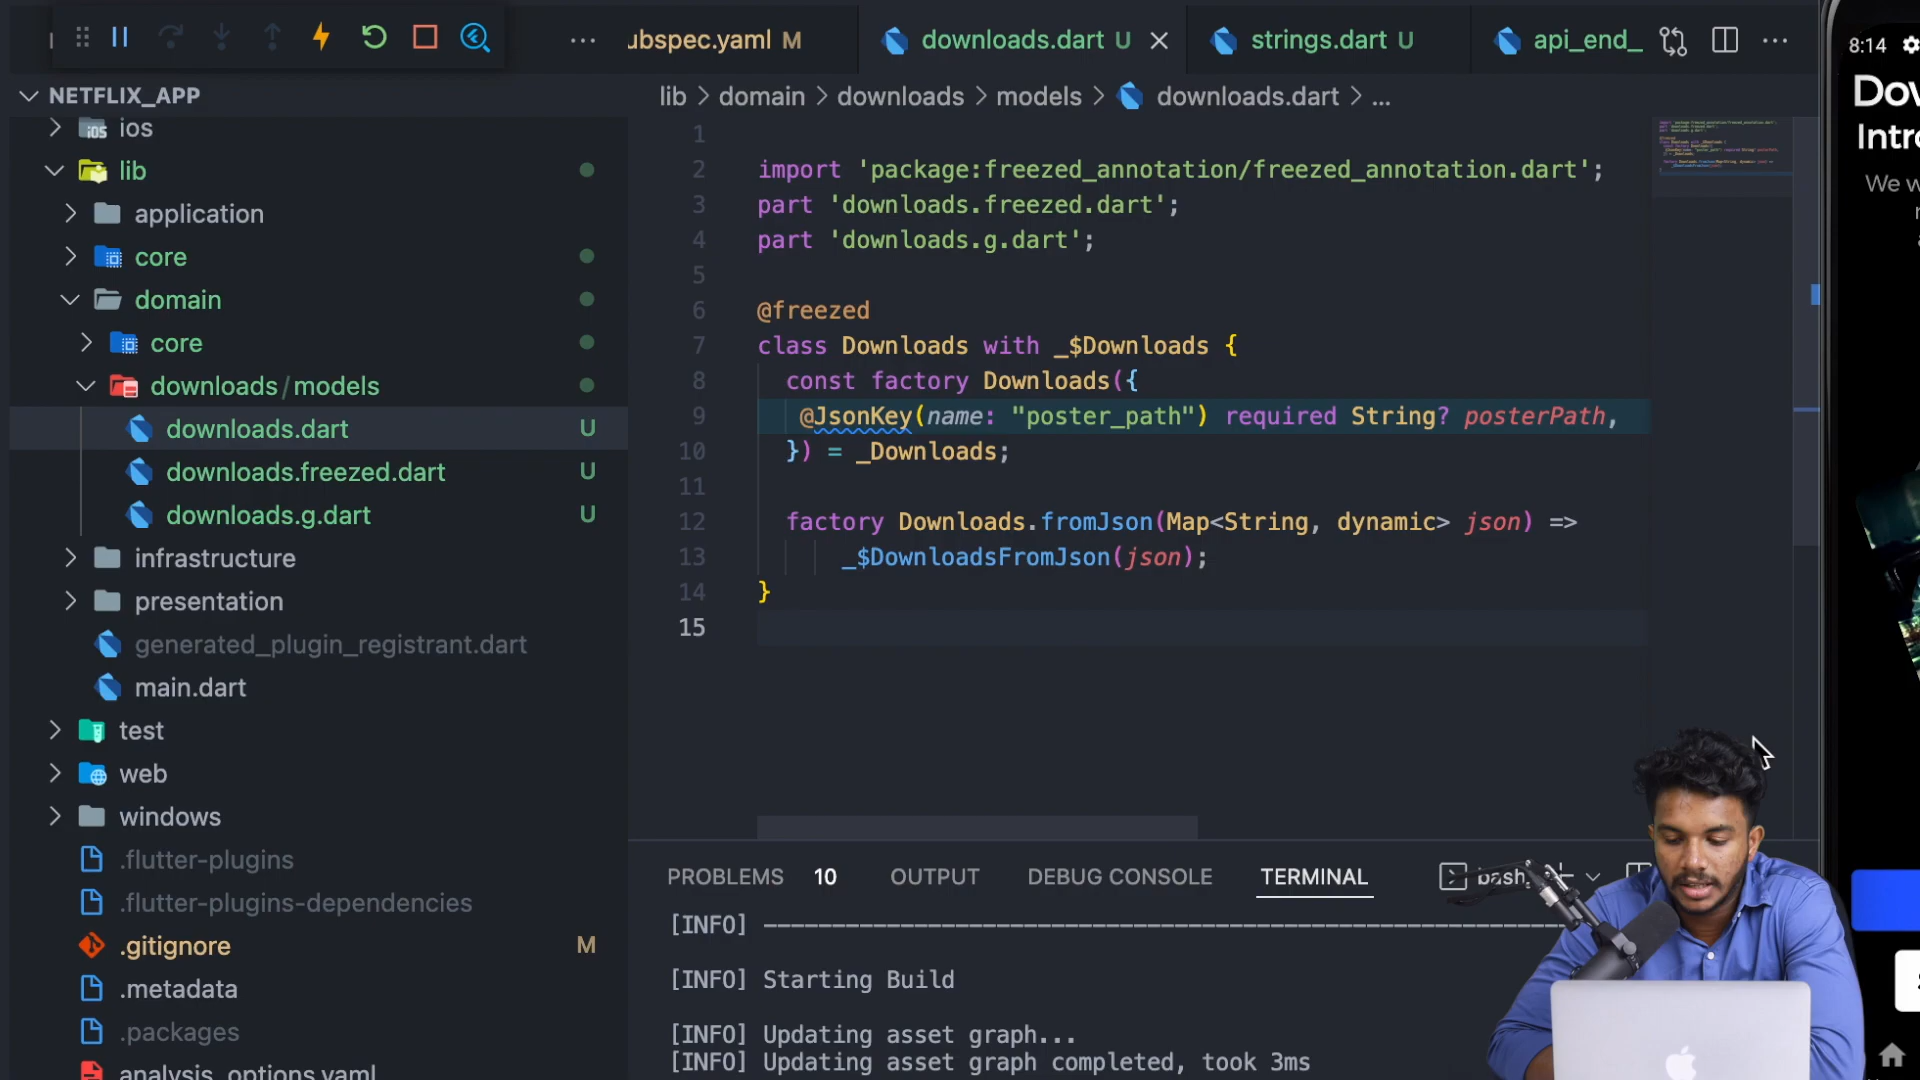 ubspec.yaml M
downloads.dart U
strings.dart U
api_end_
8:14
NETFLIX_APP
lib > domain > downloads > models > downloads.dart > ...
ios
lib
application
core
domain
core
downloads/models
downloads.dart U
downloads.freezed.dart U
downloads.g.dart U
infrastructure
presentation
generated_plugin_registrant.dart
main.dart
test
web
windows
.flutter-plugins
.flutter-plugins-dependencies
.gitignore M
.metadata
.packages
analysis_options.yaml
1
2 import 'package:freezed_annotation/freezed_annotation.dart';
3 part 'downloads.freezed.dart';
4 part 'downloads.g.dart';
5
6 @freezed
7 class Downloads with _$Downloads {
8 const factory Downloads({
9 @JsonKey(name: "poster_path") required String? posterPath,
10 }) = _Downloads;
11
12 factory Downloads.fromJson(Map<String, dynamic> json) =>
13 _$DownloadsFromJson(json);
14 }
15
PROBLEMS 10 OUTPUT DEBUG CONSOLE TERMINAL bash
[INFO] ------------------------------------------------------------
[INFO] Starting Build
[INFO] Updating asset graph...
[INFO] Updating asset graph completed, took 3ms
Dow
Intro
We w